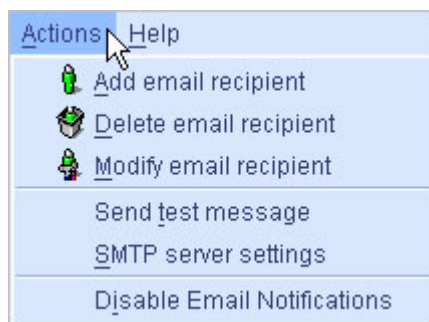 Actions Help
Add email recipient
Delete email recipient
Modify email recipient
Send test message
SMTP server settings
Disable Email Notifications